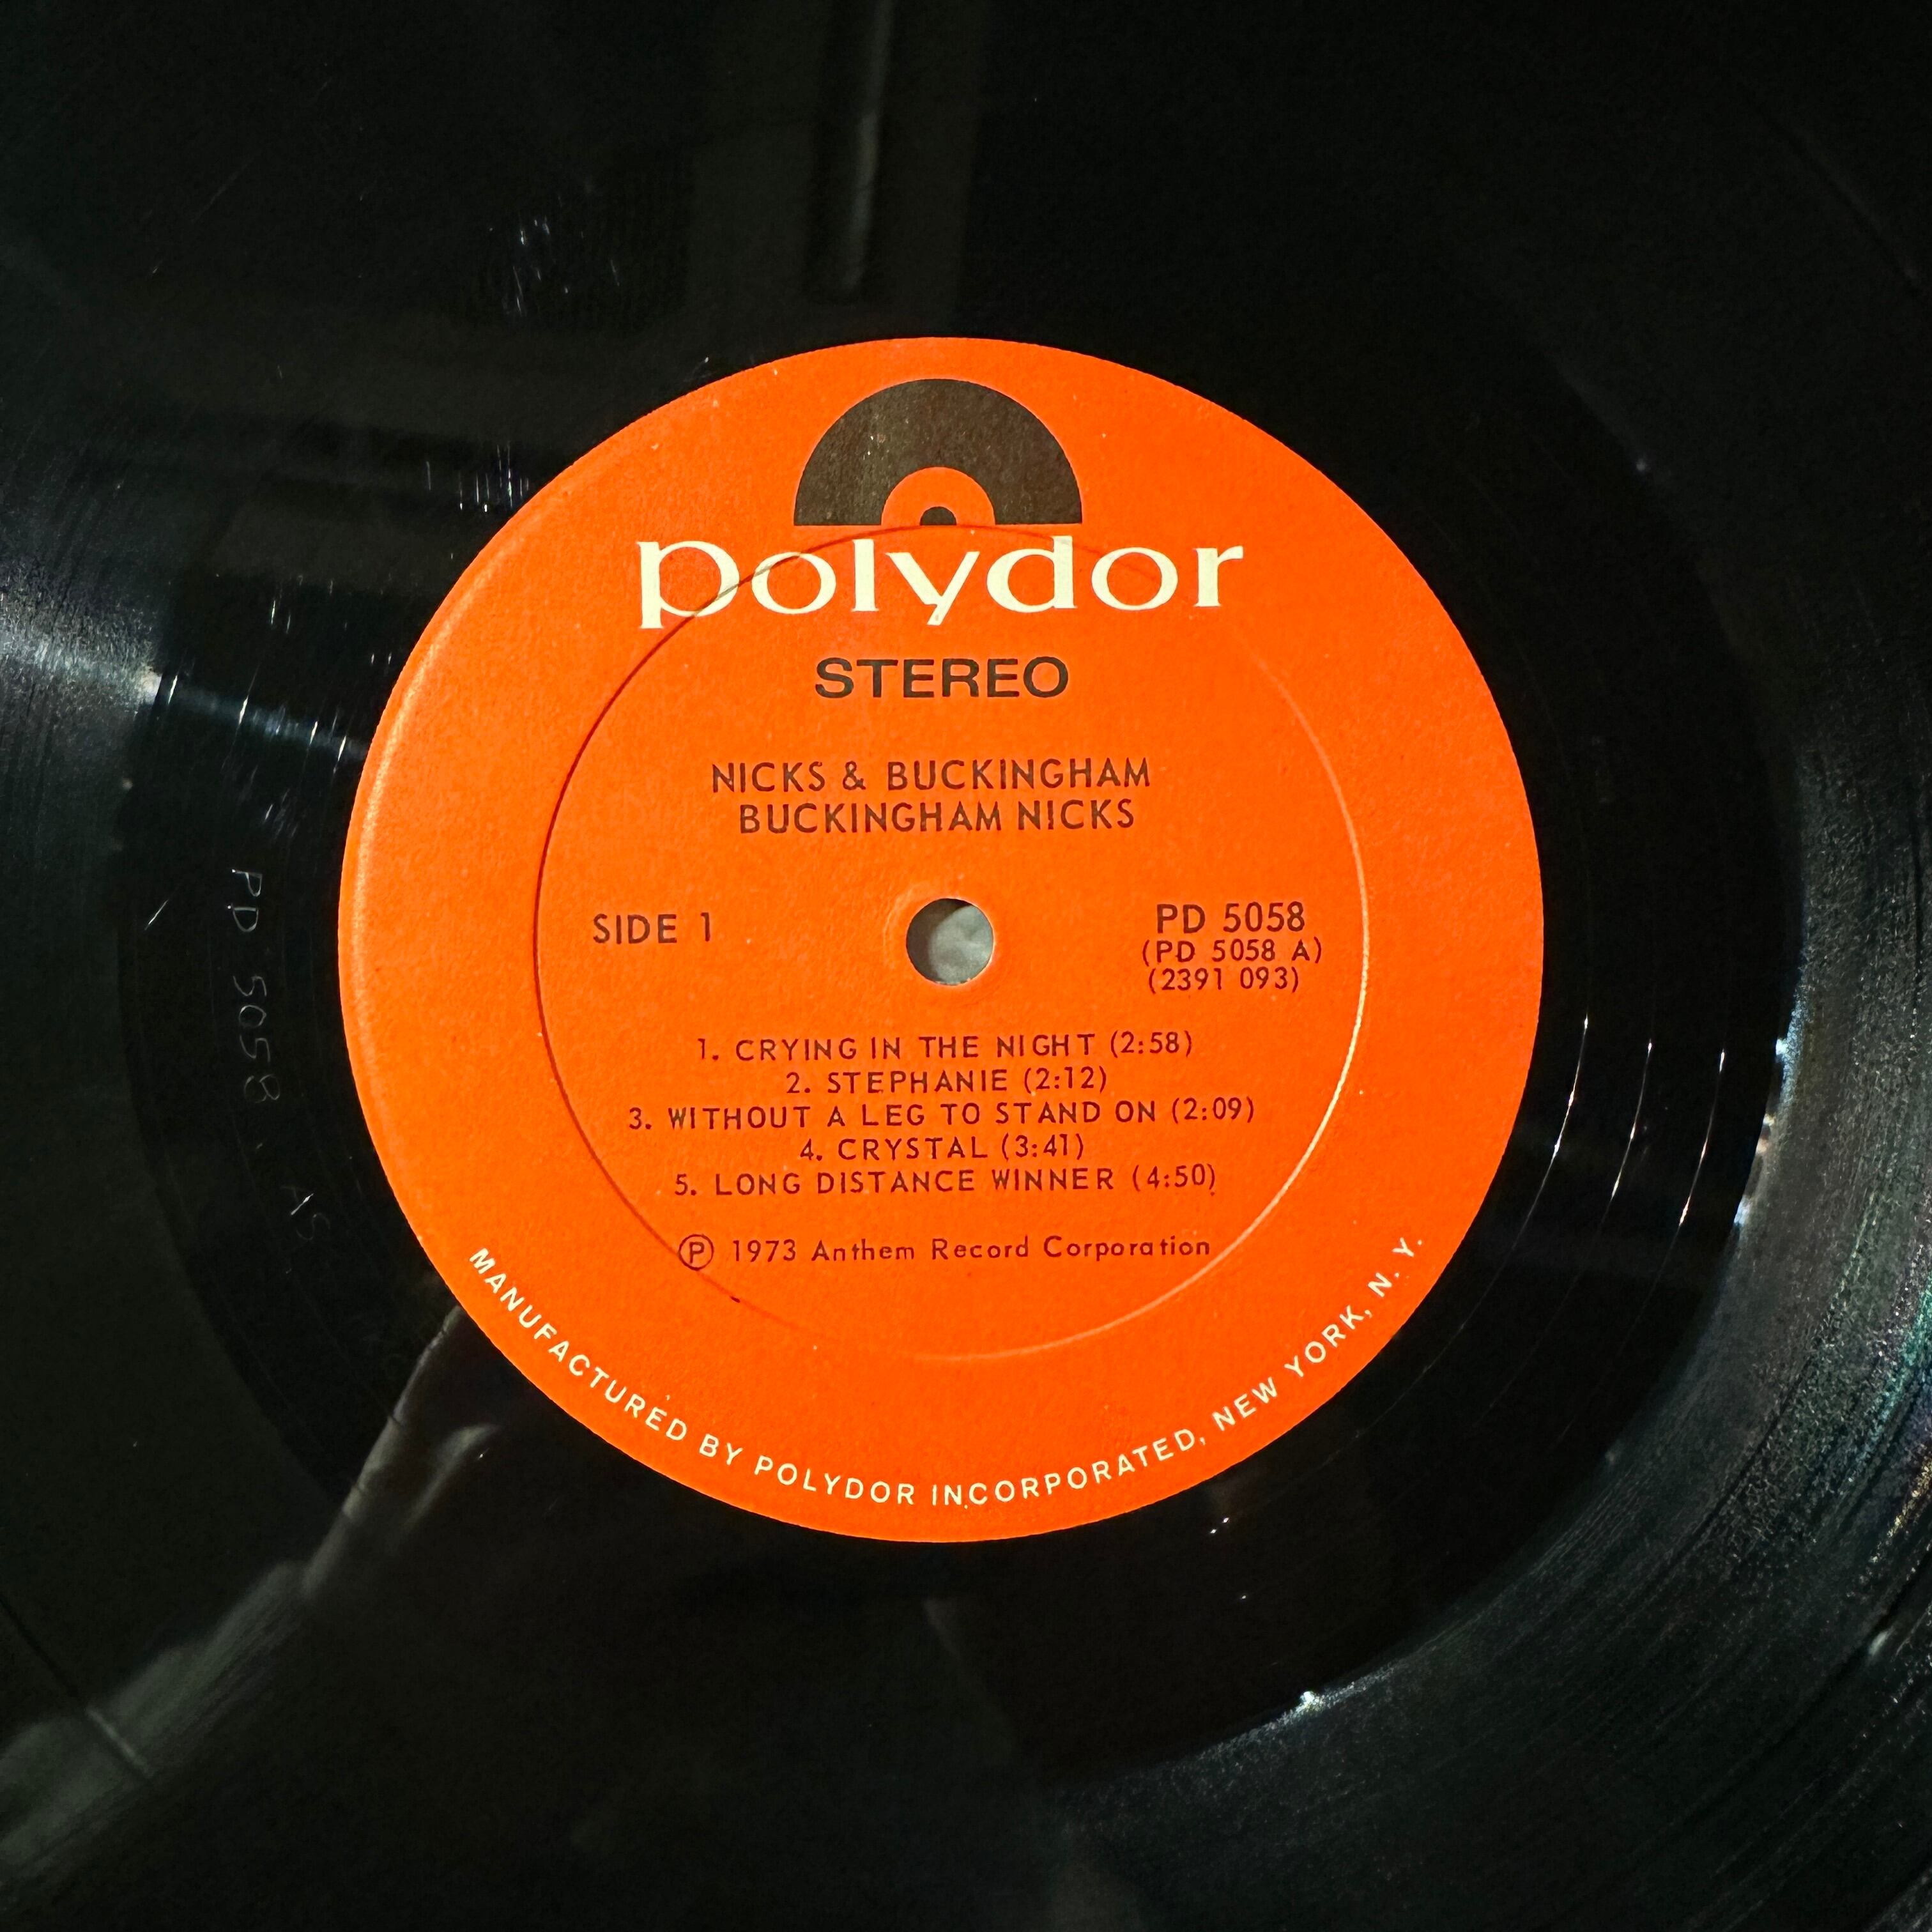 polydor
STEREO
NICKS & BUCKINGHAM
BUCKINGHAM NICKS
SIDE 1
PD 5058
(PD 5058 A)
(2391 093)
1. CRYING IN THE NIGHT (2:58)
2. STEPHANIE (2:12)
3. WITHOUT A LEG TO STAND ON (2:09)
4. CRYSTAL (3:41)
5. LONG DISTANCE WINNER (4:50)
Ⓟ 1973 Anthem Record Corporation
MANUFACTURED BY POLYDOR INCORPORATED, NEW YORK, N. Y.
PD 5058